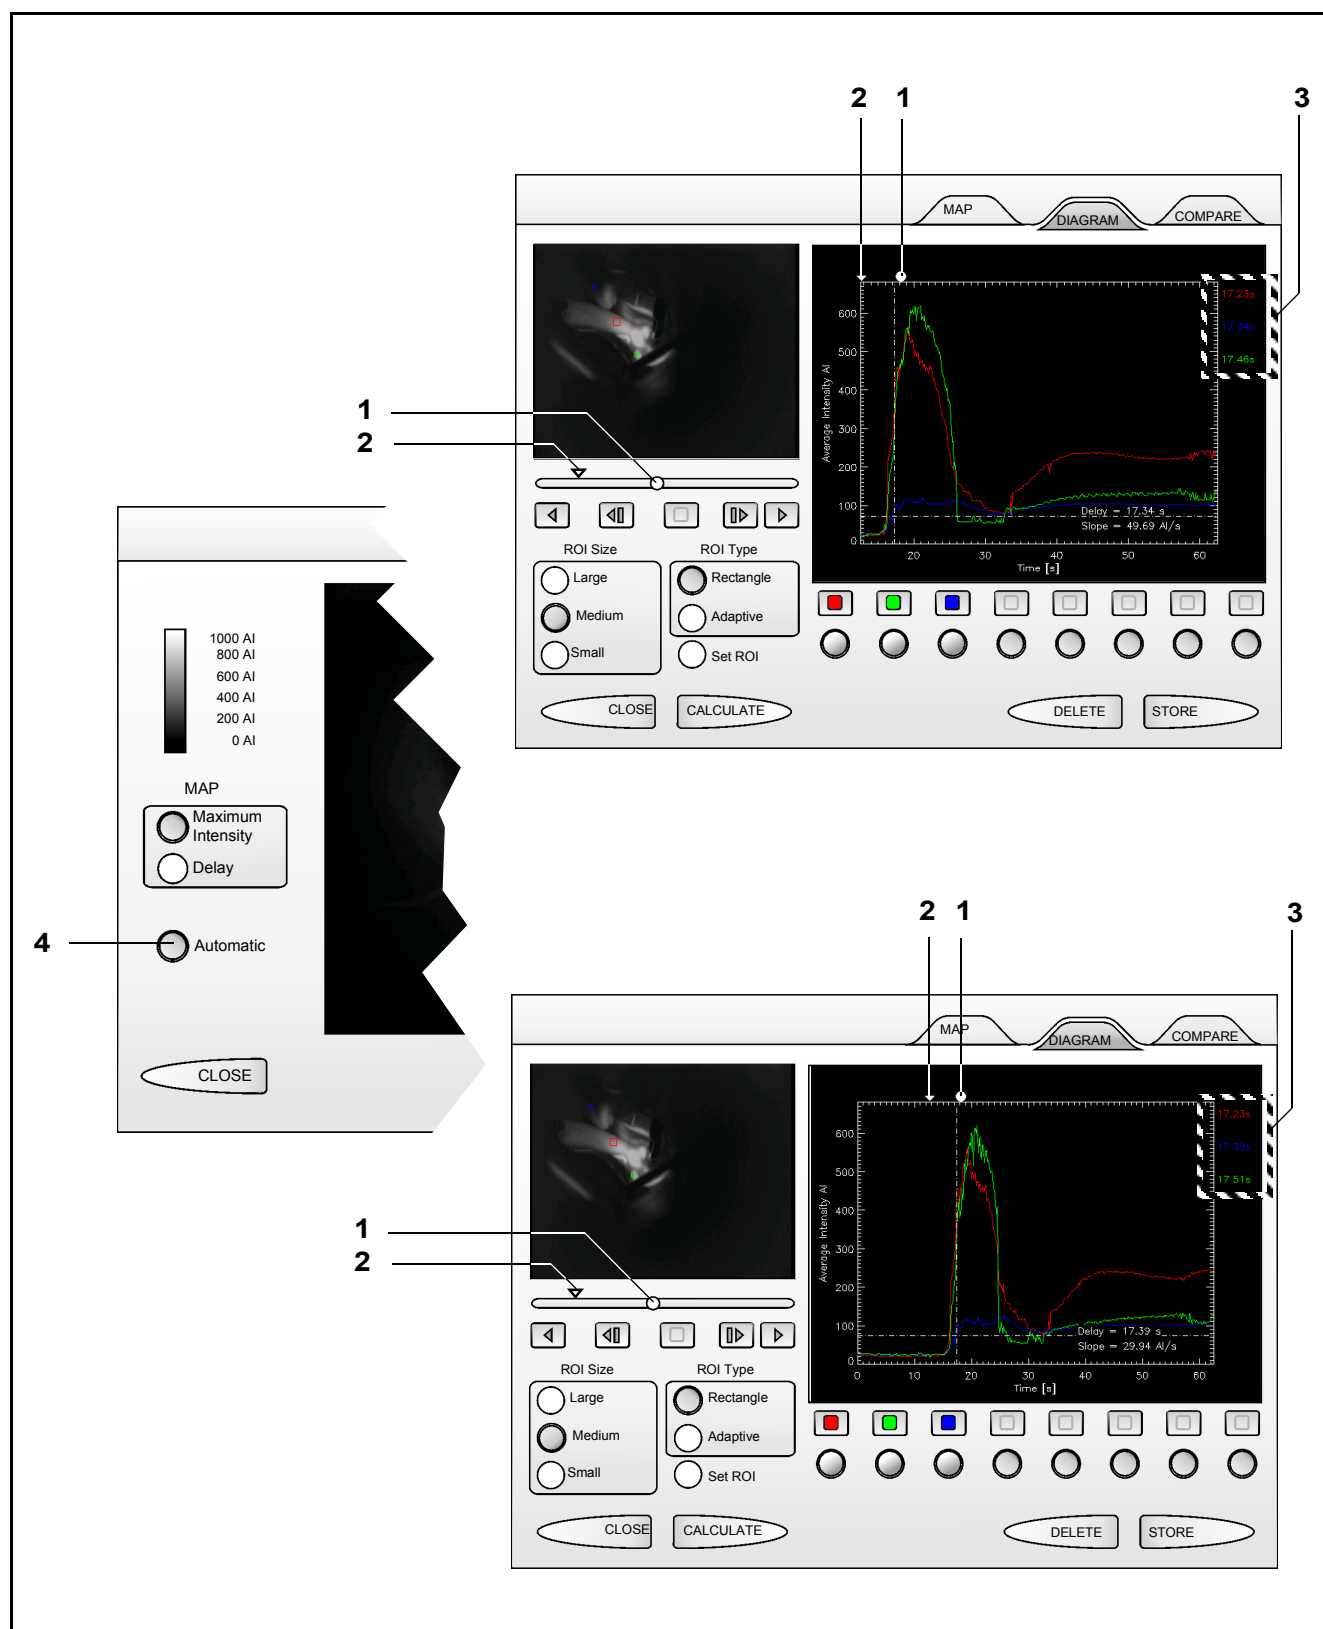 2 1 3
MAP
DIAGRAM
COMPARE
17.23s
17.34s
17.46s
600
500
400
300
200
100
0
Average Intensity AI
Delay = 17.34 s
Slope = 49.69 AI/s
20 30 40 50 60
Time [s]
1
2
ROI Size
Large
Medium
Small
ROI Type
Rectangle
Adaptive
Set ROI
CLOSE
CALCULATE
DELETE
STORE
1000 AI
800 AI
600 AI
400 AI
200 AI
0 AI
MAP
Maximum
Intensity
Delay
4
Automatic
CLOSE
2 1 3
MAP
DIAGRAM
COMPARE
17.23s
17.39s
17.51s
600
500
400
300
200
100
0
Average Intensity AI
Delay = 17.39 s
Slope = 29.94 AI/s
0 10 20 30 40 50 60
Time [s]
1
2
ROI Size
Large
Medium
Small
ROI Type
Rectangle
Adaptive
Set ROI
CLOSE
CALCULATE
DELETE
STORE